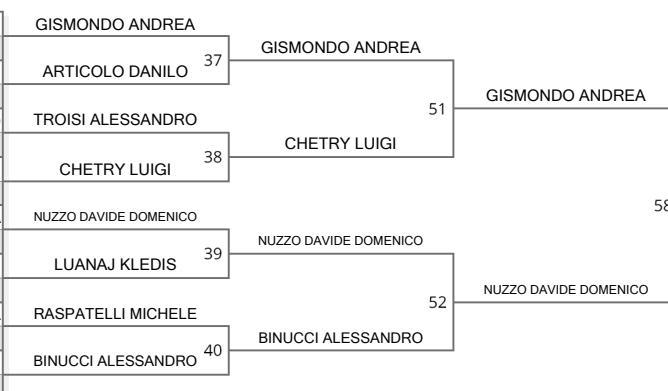 GISMONDO ANDREA
37
GISMONDO ANDREA
ARTICOLO DANILO
51
GISMONDO ANDREA
TROISI ALESSANDRO
38
CHETRY LUIGI
CHETRY LUIGI
58
NUZZO DAVIDE DOMENICO
39
NUZZO DAVIDE DOMENICO
LUANAJ KLEDIS
52
NUZZO DAVIDE DOMENICO
RASPATELLI MICHELE
40
BINUCCI ALESSANDRO
BINUCCI ALESSANDRO